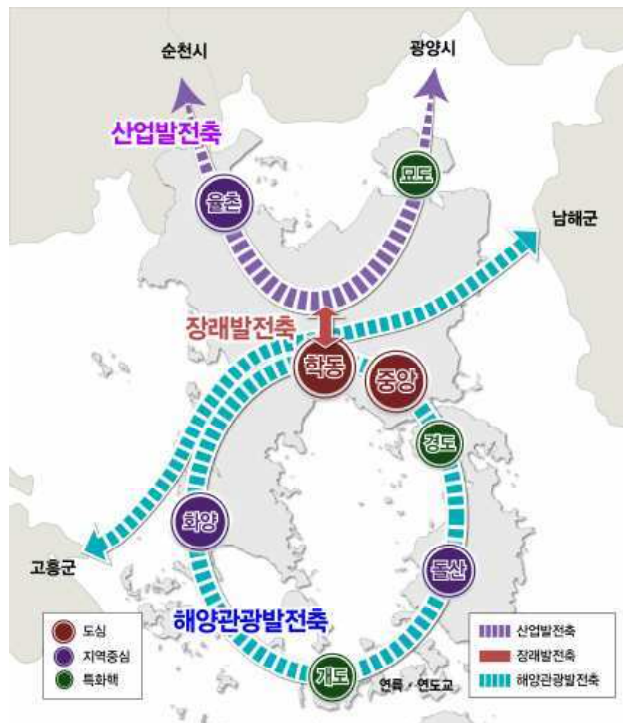 순천시
광양시
산업발전축
묘도
율촌
남해군
장래발전축
학동
중앙
경도
화양
돌산
고흥군
해양관광발전축
개도
연륙・연도교
도심
지역중심
특화핵
산업발전축
장래발전축
해양관광발전축